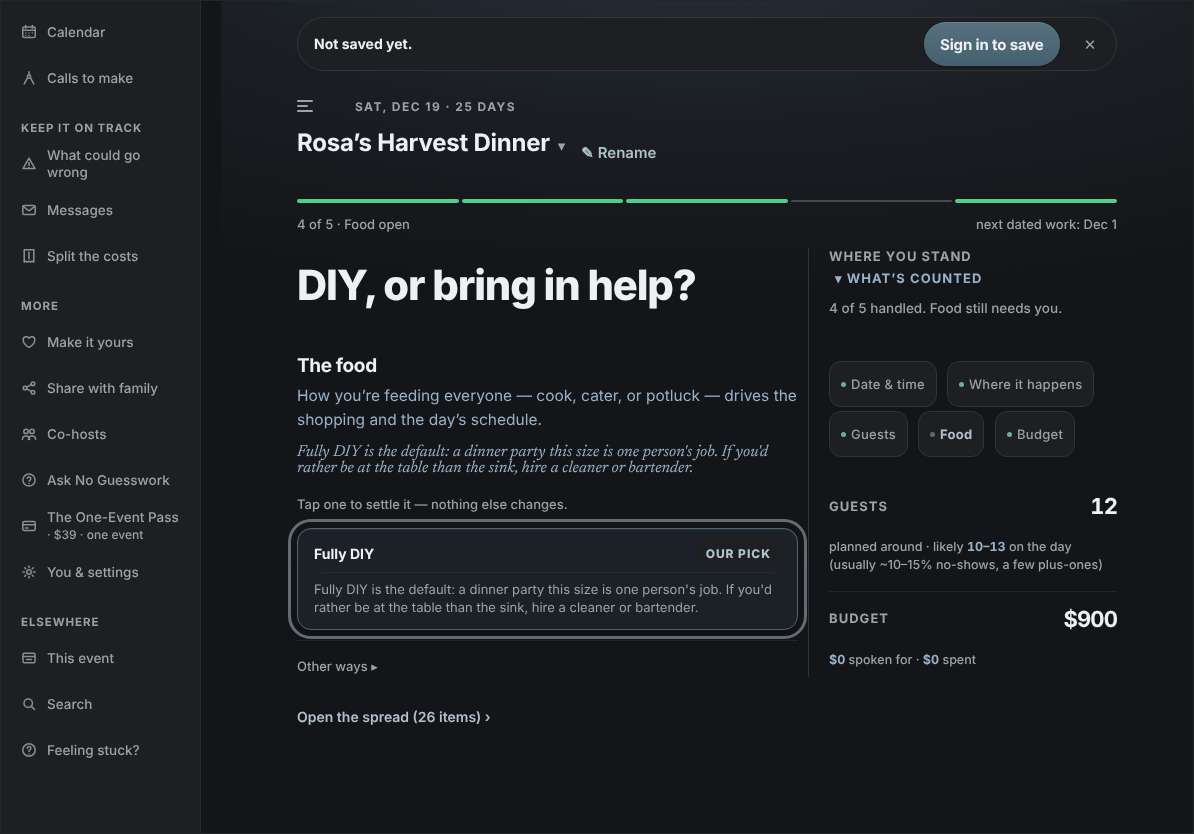 Calendar
Calls to make
KEEP IT ON TRACK
What could go
wrong
Messages
Split the costs
MORE
Make it yours
Share with family
Co-hosts
Ask No Guesswork
The One-Event Pass
· $39 · one event
You & settings
ELSEWHERE
This event
Search
Feeling stuck?
Not saved yet.
Sign in to save
×
SAT, DEC 19 · 25 DAYS
Rosa’s Harvest Dinner ▾
✎ Rename
4 of 5 · Food open
next dated work: Dec 1
DIY, or bring in help?
The food
How you’re feeding everyone — cook, cater, or potluck — drives the
shopping and the day’s schedule.
Fully DIY is the default: a dinner party this size is one person's job. If you'd
rather be at the table than the sink, hire a cleaner or bartender.
Tap one to settle it — nothing else changes.
Fully DIY
OUR PICK
Fully DIY is the default: a dinner party this size is one person's job. If you'd
rather be at the table than the sink, hire a cleaner or bartender.
Other ways ▸
Open the spread (26 items) ›
WHERE YOU STAND
▾ WHAT’S COUNTED
4 of 5 handled. Food still needs you.
Date & time
Where it happens
Guests
Food
Budget
GUESTS
12
planned around · likely 10–13 on the day
(usually ~10–15% no-shows, a few plus-ones)
BUDGET
$900
$0 spoken for · $0 spent